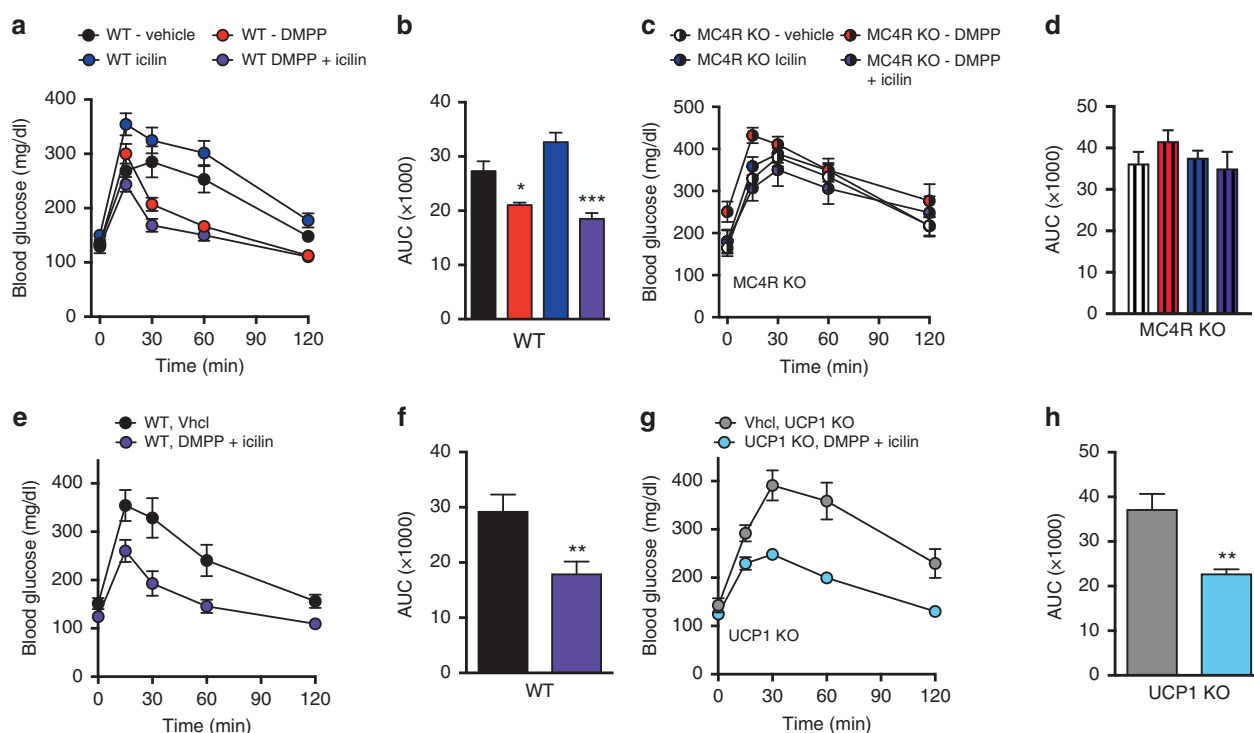 a
WT - vehicle WT - DMPP
WT icilin WT DMPP + icilin
400
300
200
100
0
Blood glucose (mg/dl)
0 30 60 90 120
Time (min)
b
40
30
20
10
0
AUC (×1000)
*
***
WT
c
MC4R KO - vehicle MC4R KO - DMPP
MC4R KO Icilin MC4R KO - DMPP
+ icilin
500
400
300
200
100
0
Blood glucose (mg/dl)
MC4R KO
0 30 60 90 120
Time (min)
d
50
40
30
20
10
0
AUC (×1000)
MC4R KO
e
WT, Vhcl
WT, DMPP + icilin
400
300
200
100
0
Blood glucose (mg/dl)
0 30 60 90 120
Time (min)
f
40
30
20
10
0
AUC (×1000)
**
WT
g
Vhcl, UCP1 KO
UCP1 KO, DMPP + icilin
400
300
200
100
0
Blood glucose (mg/dl)
UCP1 KO
0 30 60 90 120
Time (min)
h
50
40
30
20
10
0
AUC (×1000)
**
UCP1 KO